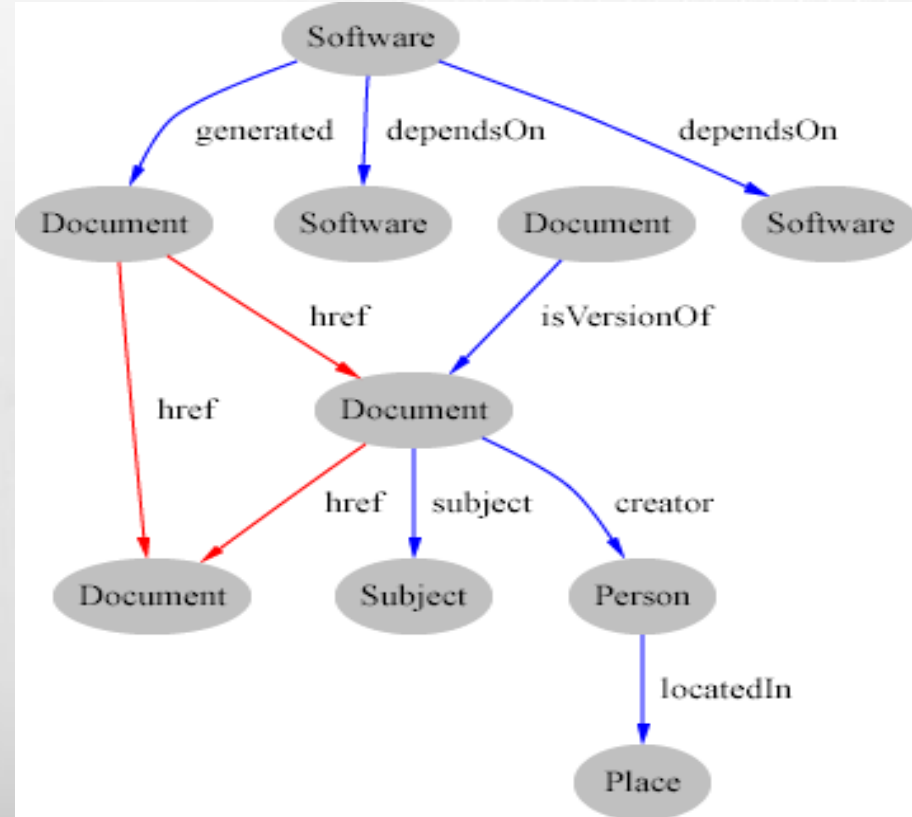 Software
generated
dependsOn
dependsOn
Document
Software
Document
Software
href
isVersionOf
href
Document
href
subject
creator
Document
Subject
Person
locatedIn
Place